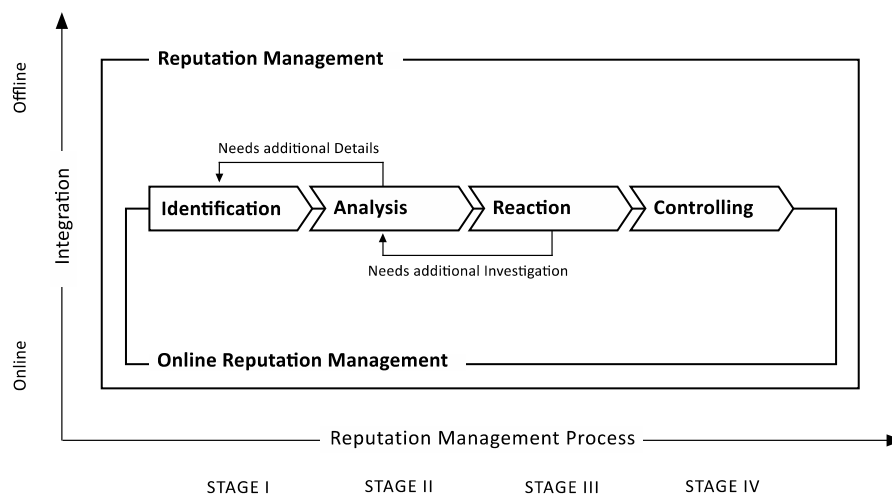 Offline
Reputation Management
Needs additional Details
Identification
Analysis
Reaction
Controlling
Integration
Needs additional Investigation
Online
Online Reputation Management
Reputation Management Process
STAGE I
STAGE II
STAGE III
STAGE IV